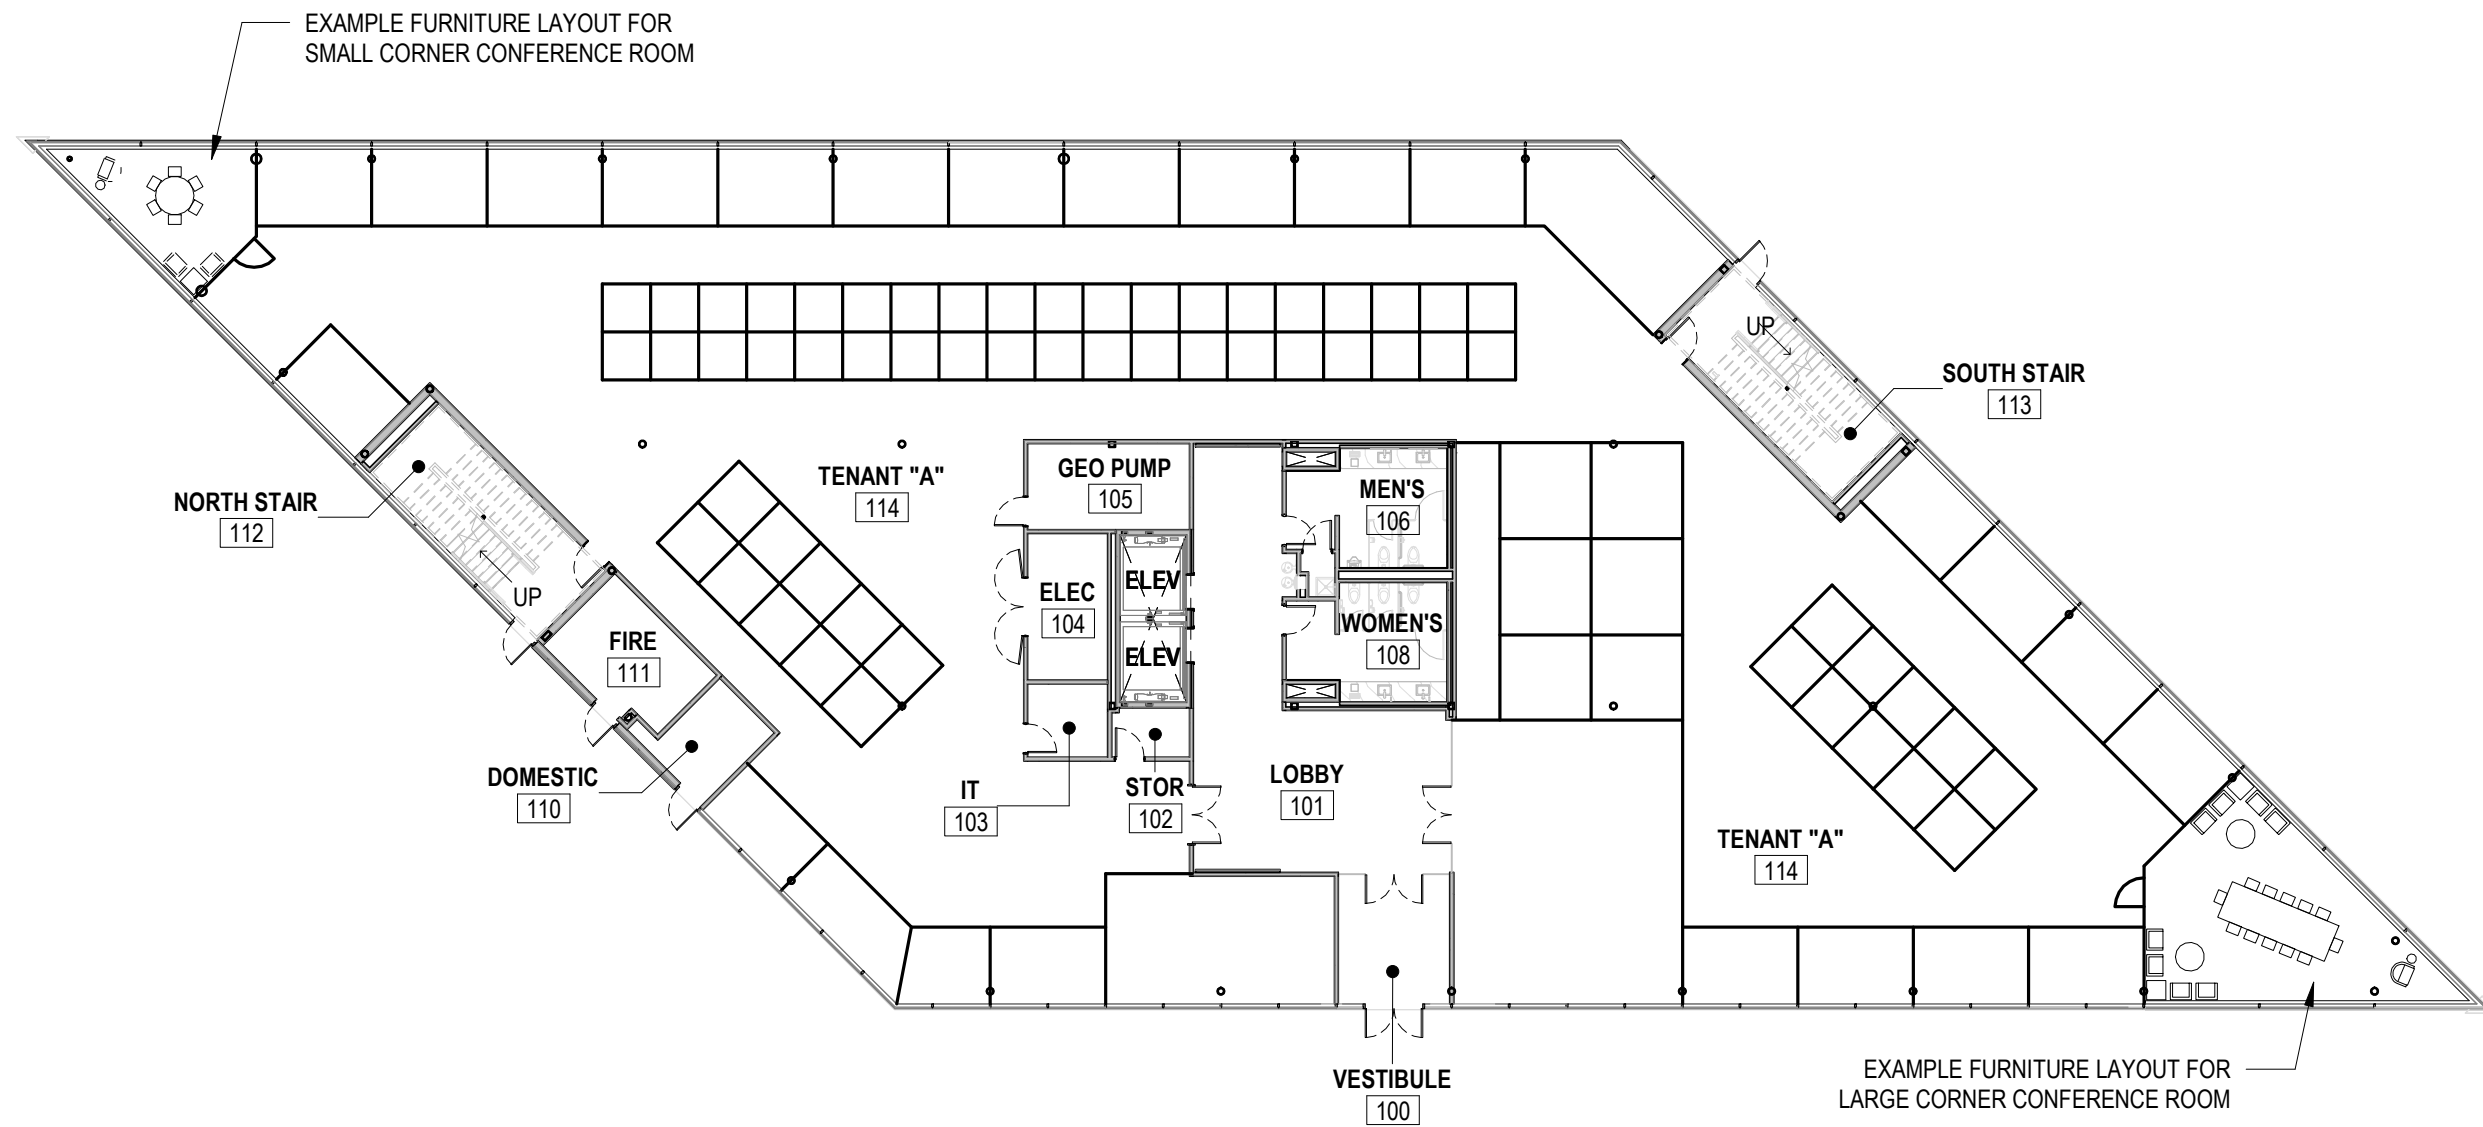 EXAMPLE FURNITURE LAYOUT FOR
SMALL CORNER CONFERENCE ROOM
UP
SOUTH STAIR
113
TENANT "A"
114
GEO PUMP
105
MEN'S
106
NORTH STAIR
112
UP
ELEV
ELEC
104
FIRE
111
WOMEN'S
108
ELEV
DOMESTIC
110
IT
103
STOR
102
LOBBY
101
TENANT "A"
114
VESTIBULE
100
EXAMPLE FURNITURE LAYOUT FOR
LARGE CORNER CONFERENCE ROOM